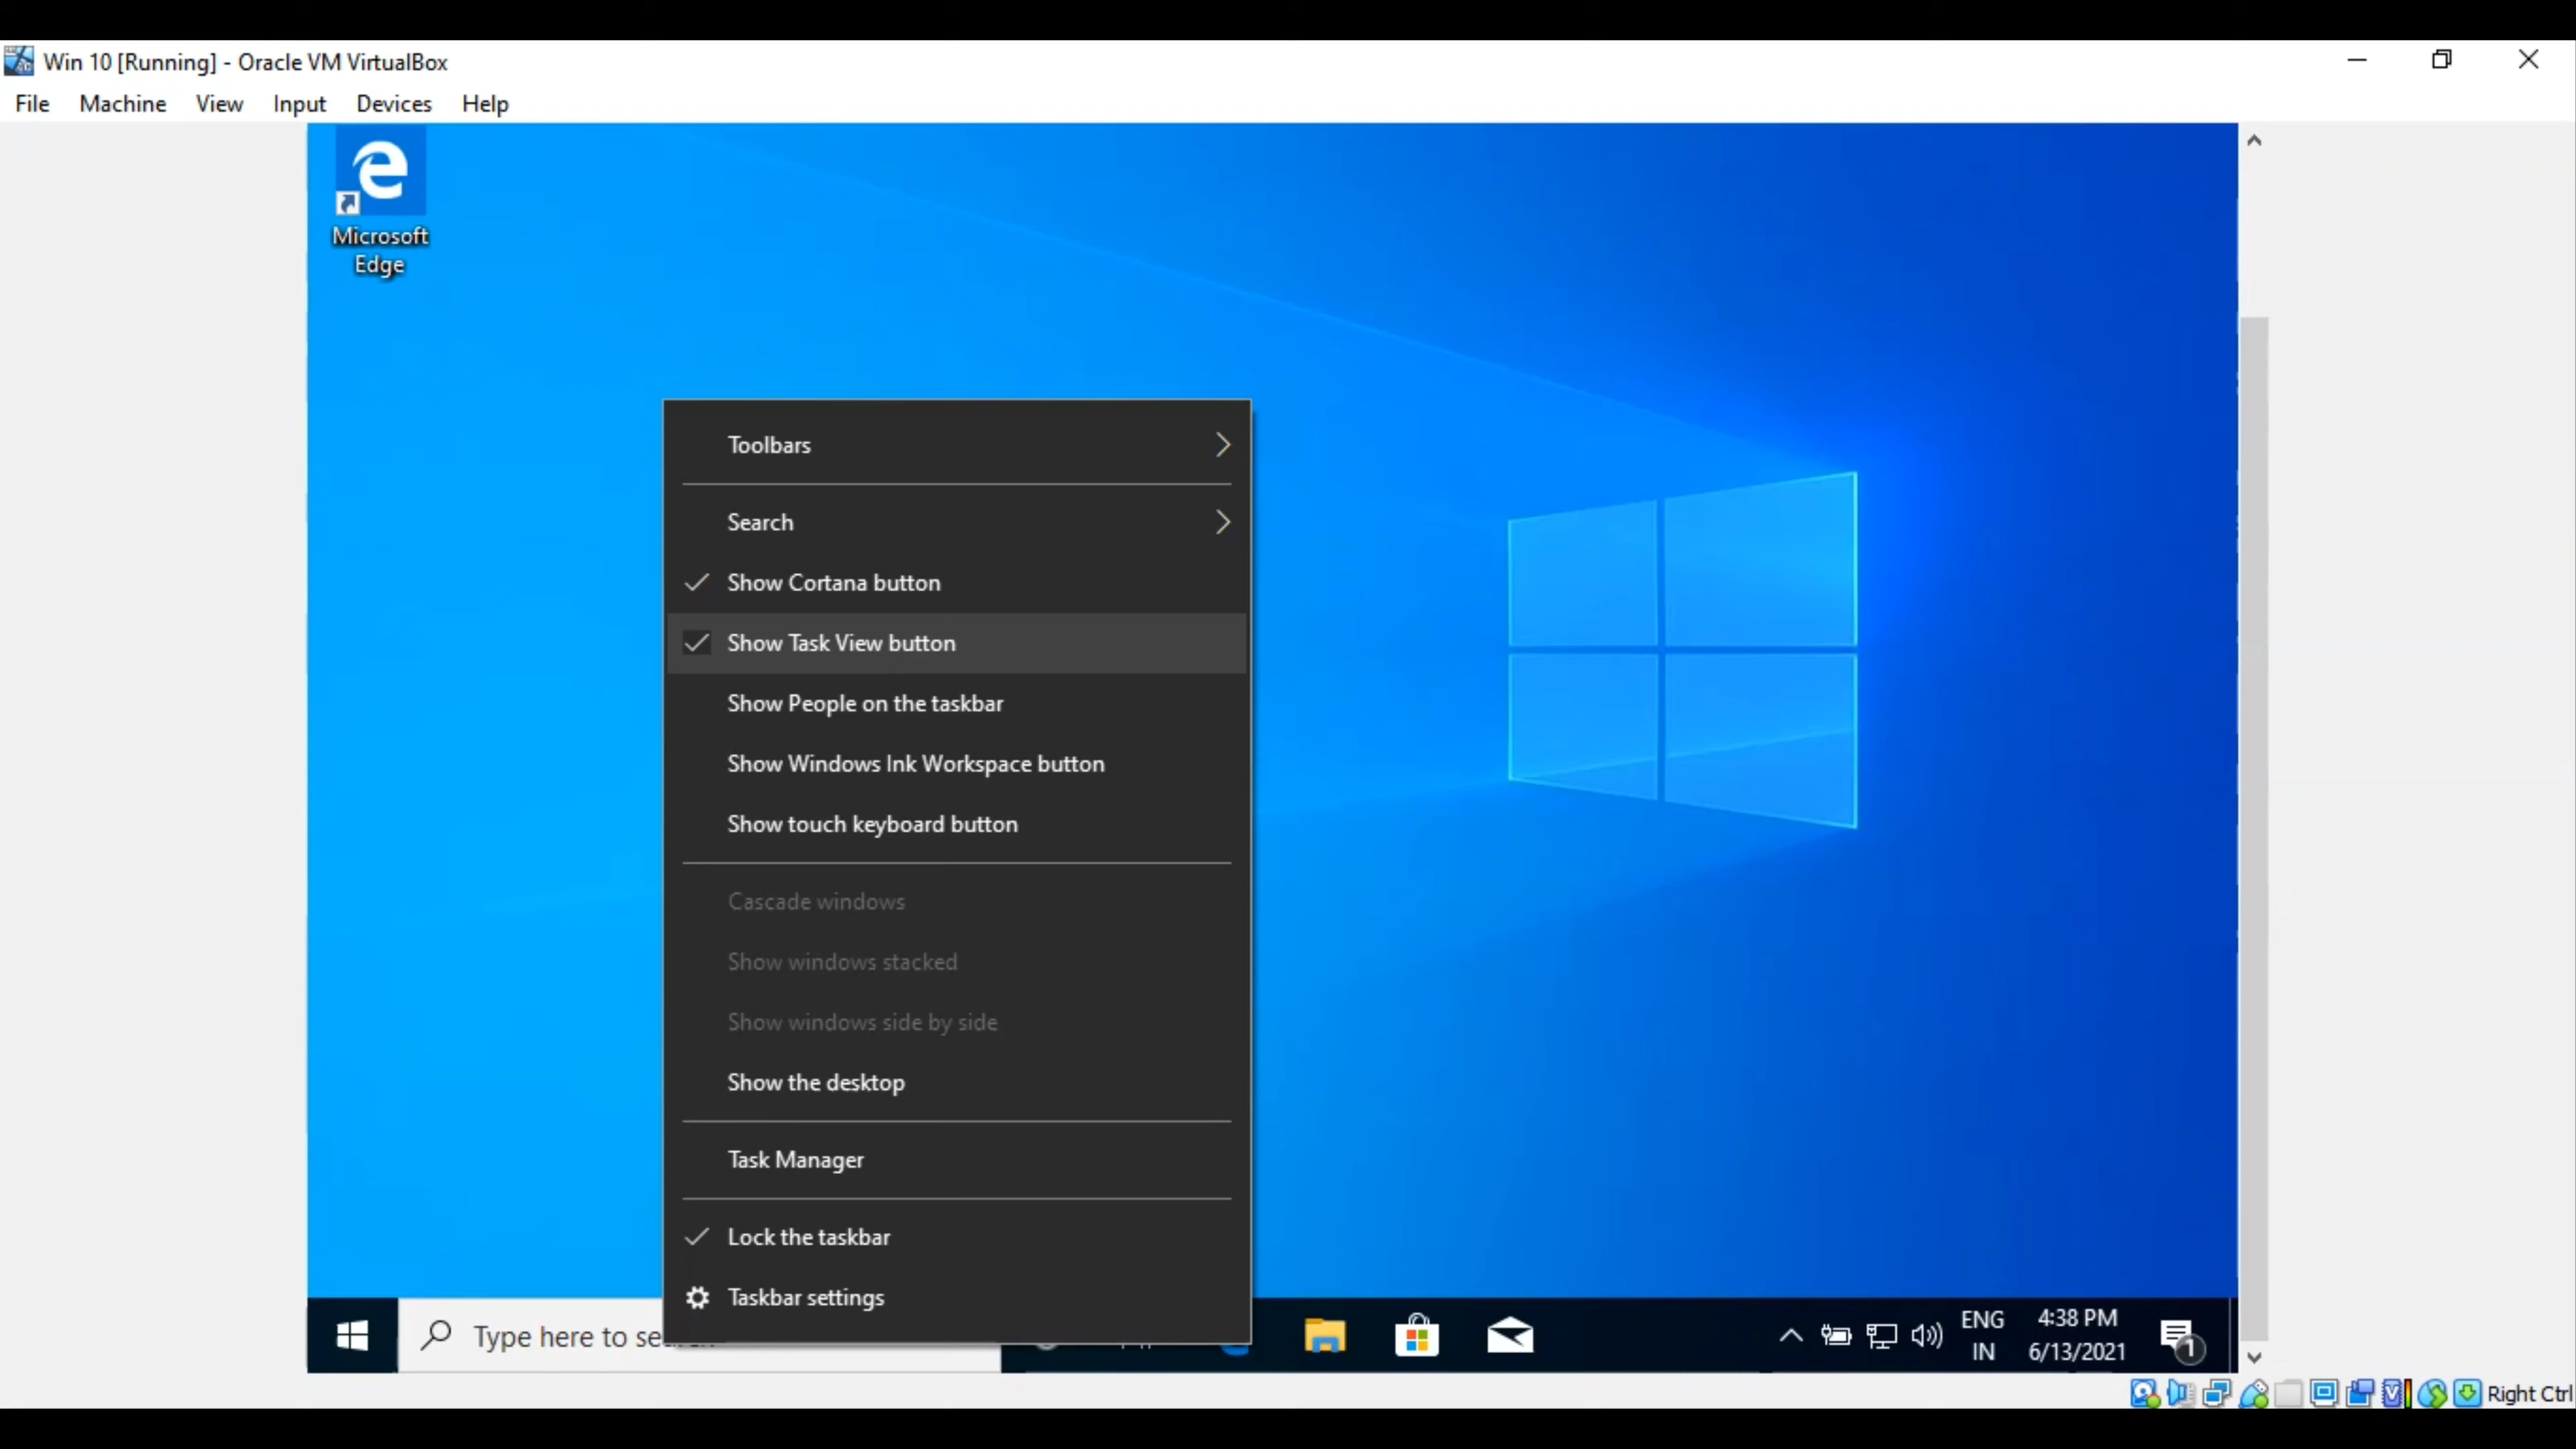 Win 10 [Running] - Oracle VM VirtualBox
File Machine View Input Devices Help
Microsoft
Edge
Toolbars
Search
Show Cortana button
Show Task View button
Show People on the taskbar
Show Windows Ink Workspace button
Show touch keyboard button
Cascade windows
Show windows stacked
Show windows side by side
Show the desktop
Task Manager
Lock the taskbar
Taskbar settings
Type here to se
ENG
IN
4:38 PM
6/13/2021
1
Right Ctrl